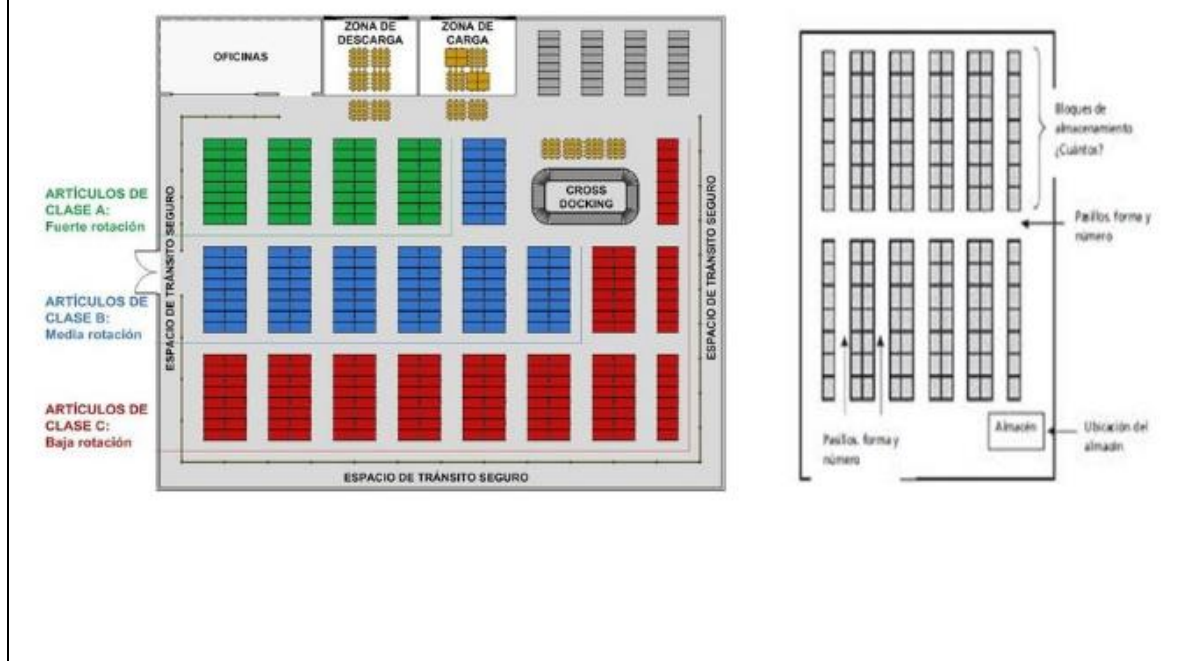 OFICINAS
ZONA DE
DESCARGA
ZONA DE
CARGA
ARTÍCULOS DE
CLASE A:
Fuerte rotación
ARTÍCULOS DE
CLASE B:
Media rotación
ARTÍCULOS DE
CLASE C:
Baja rotación
ESPACIO DE TRÁNSITO SEGURO
CROSS
DOCKING
ESPACIO DE TRÁNSITO SEGURO
ESPACIO DE TRÁNSITO SEGURO
Bloques de
almacenamiento
¿Cuántos?
Pasillos, forma y
número
Almacén
Ubicación del
almacén
Pasillos, forma y
número